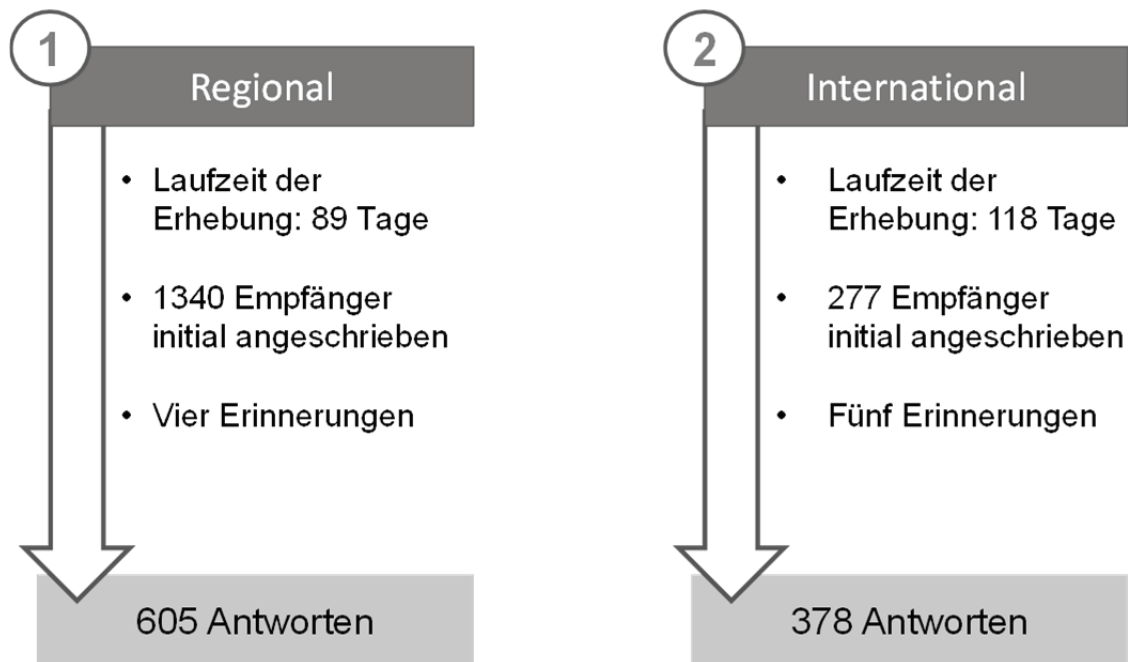 1
Regional
• Laufzeit der
Erhebung: 89 Tage
• 1340 Empfänger
initial angeschrieben
• Vier Erinnerungen
605 Antworten
2
International
• Laufzeit der
Erhebung: 118 Tage
• 277 Empfänger
initial angeschrieben
• Fünf Erinnerungen
378 Antworten